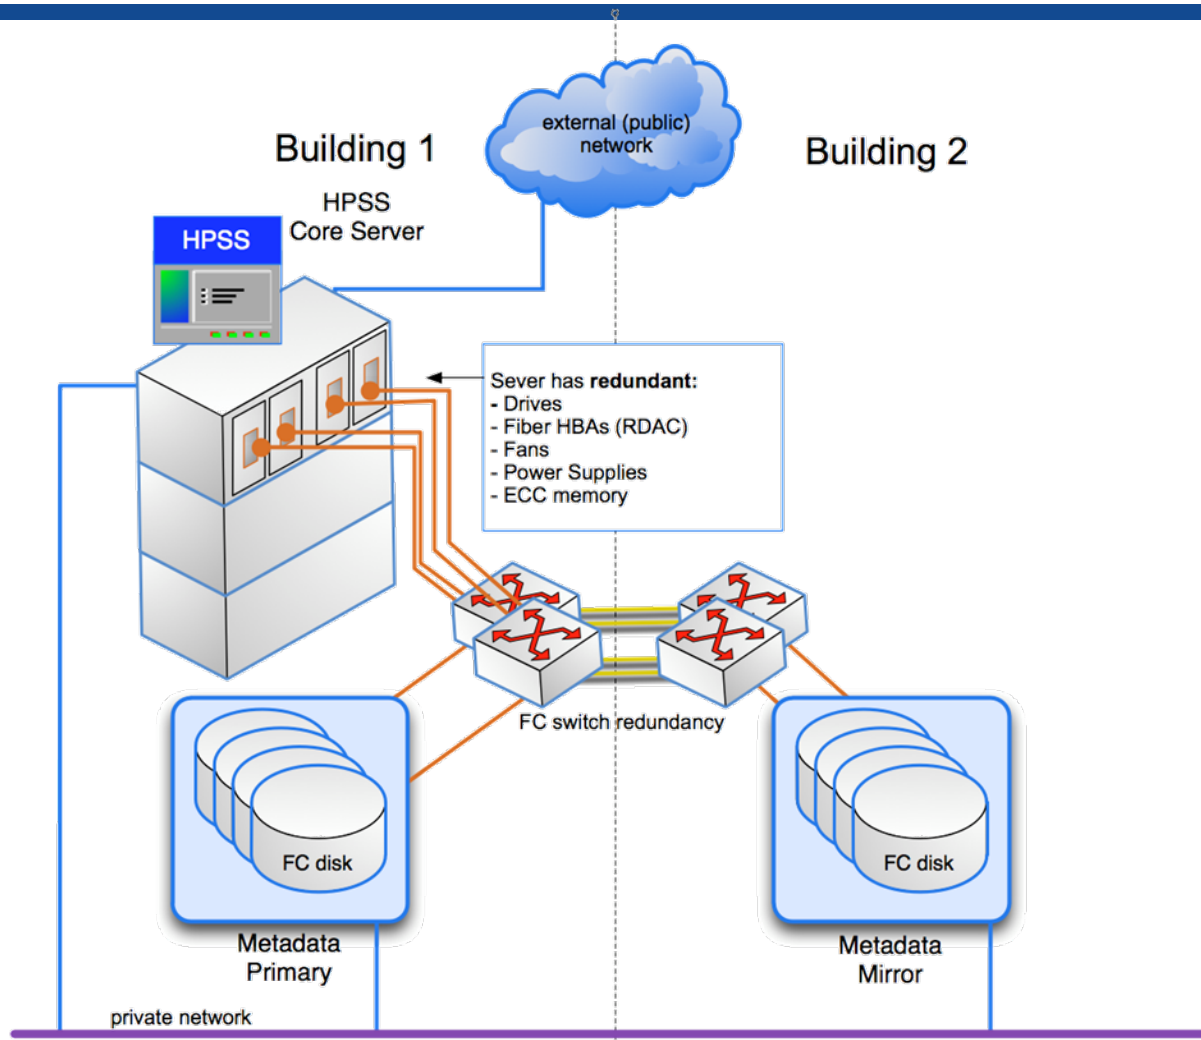 external (public)
network
Building 1
Building 2
HPSS
Core Server
HPSS
Sever has redundant:
- Drives
- Fiber HBAs (RDAC)
- Fans
- Power Supplies
- ECC memory
FC switch redundancy
FC disk
FC disk
Metadata
Primary
Metadata
Mirror
private network